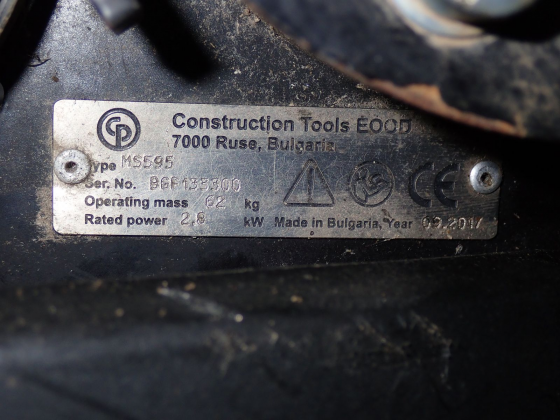 CP
Construction Tools EOOD
7000 Ruse, Bulgaria
Type MS595
Ser. No.
Operating mass 62 kg
Rated power 2,8 kW Made in Bulgaria, Year 09.2017
CE